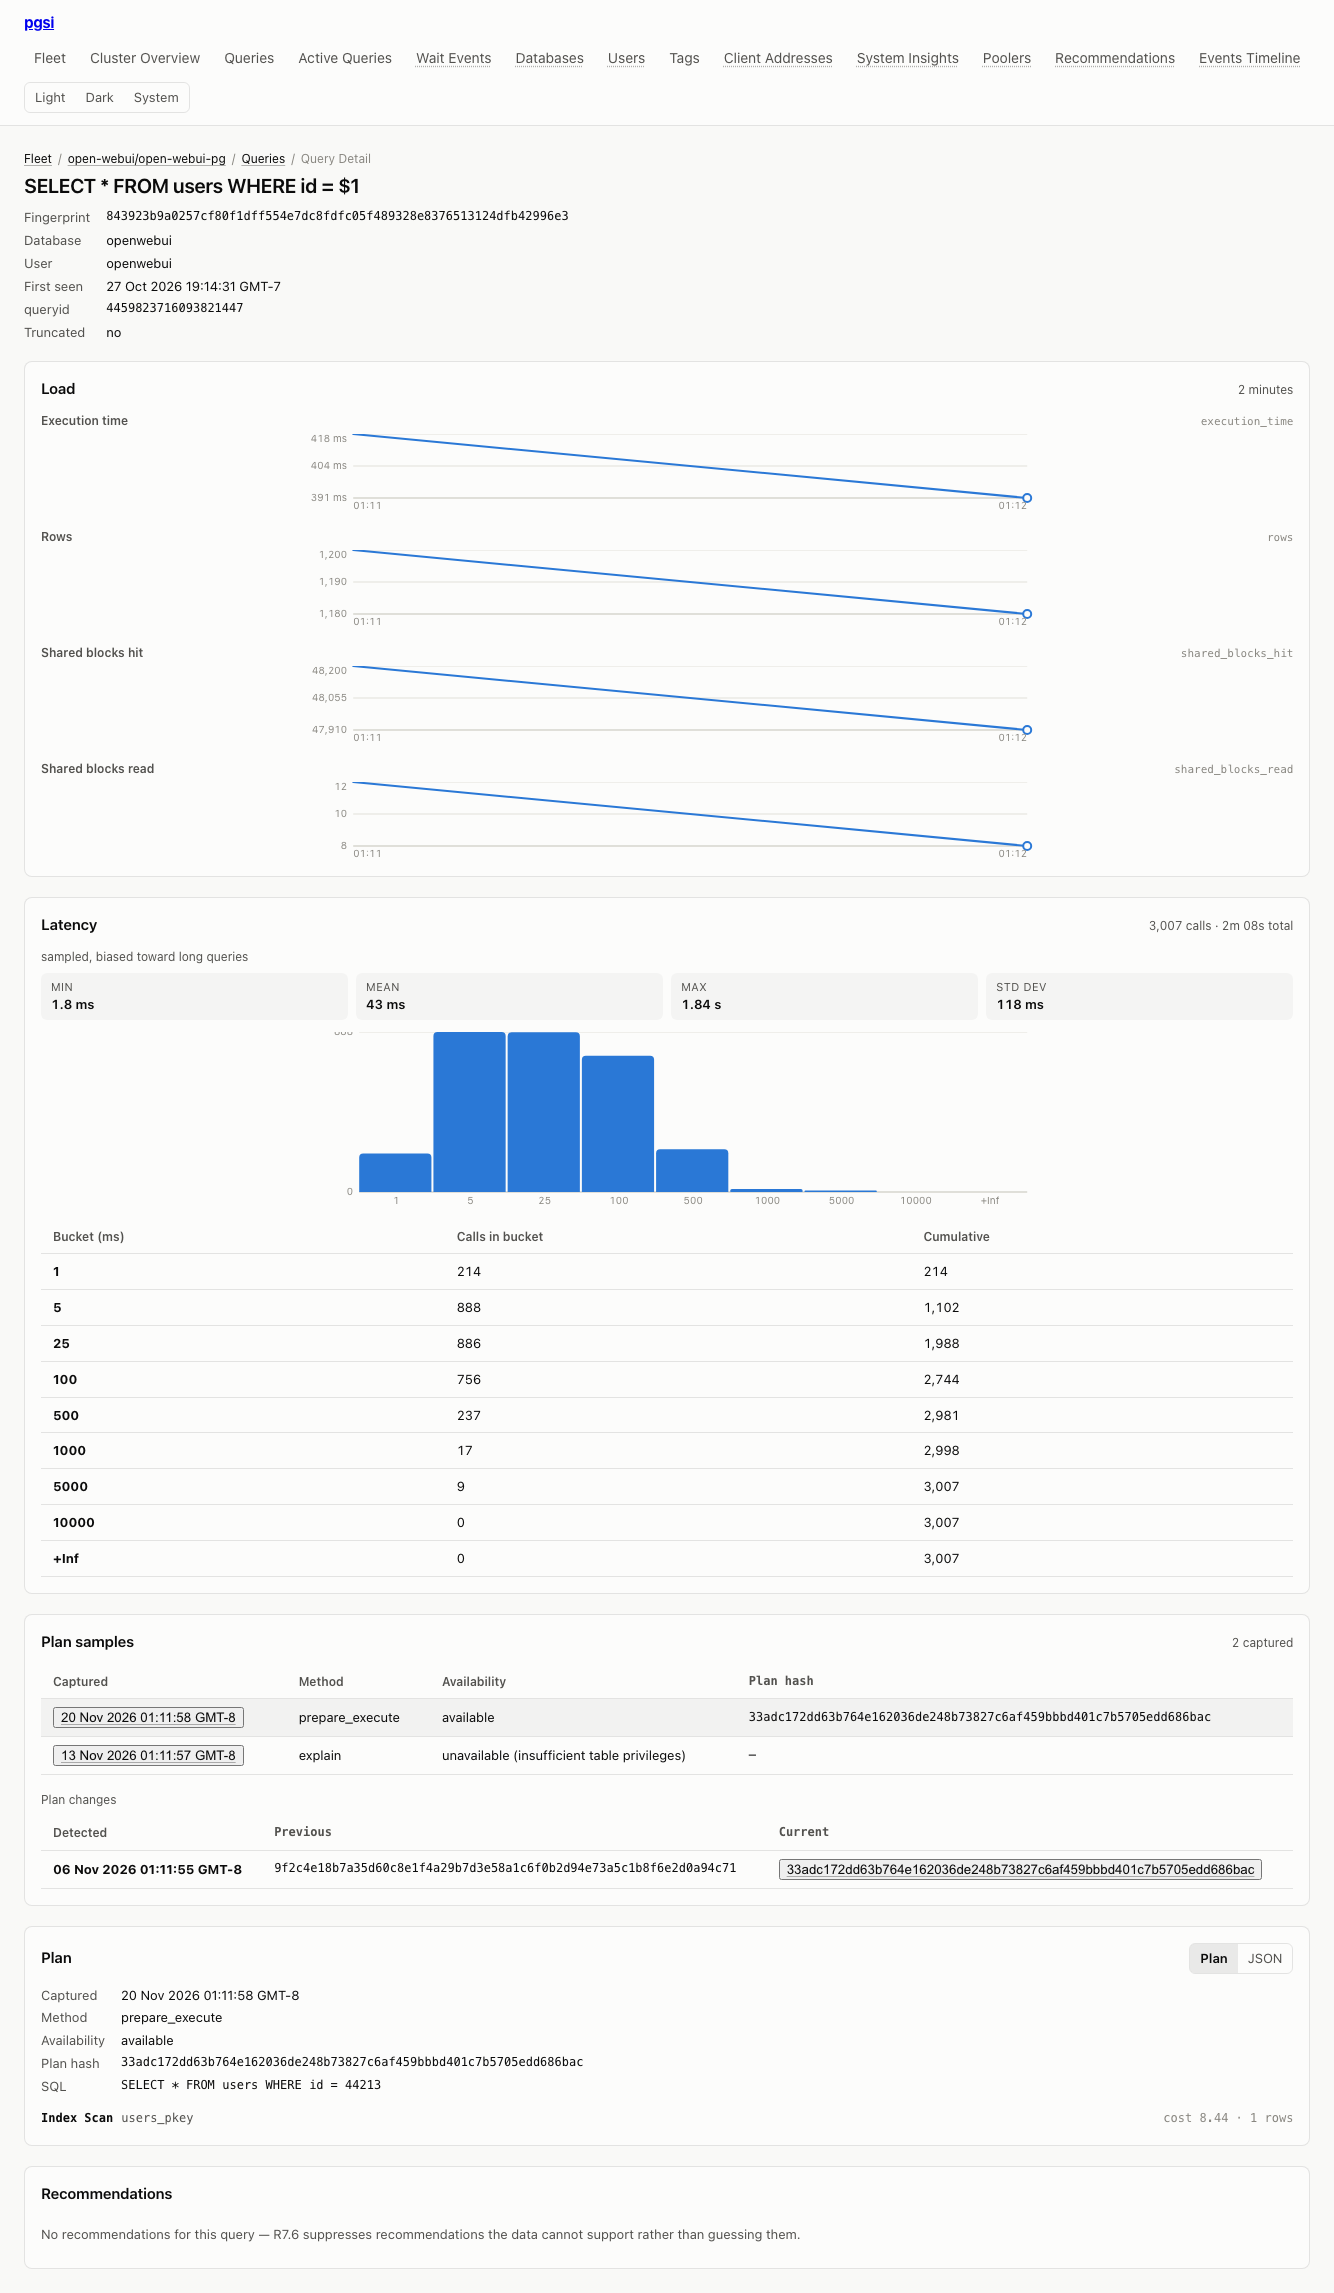 pgsi
Fleet Cluster Overview Queries Active Queries Wait Events Databases Users Tags Client Addresses System Insights Poolers Recommendations Events Timeline
Light Dark System
Fleet / open-webui/open-webui-pg / Queries / Query Detail
SELECT * FROM users WHERE id = $1
Fingerprint 843923b9a0257cf80f1dff554e7dc8fdfc05f489328e8376513124dfb42996e3
Database openwebui
User openwebui
First seen 27 Oct 2026 19:14:31 GMT-7
queryid 4459823716093821447
Truncated no
Load 2 minutes
Execution time execution_time
418 ms
404 ms
391 ms
01:11 01:12
Rows rows
1,200
1,190
1,180
01:11 01:12
Shared blocks hit shared_blocks_hit
48,200
48,055
47,910
01:11 01:12
Shared blocks read shared_blocks_read
12
10
8
01:11 01:12
Latency 3,007 calls · 2m 08s total
sampled, biased toward long queries
MIN MEAN MAX STD DEV
1.8 ms 43 ms 1.84 s 118 ms
0
1 5 25 100 500 1000 5000 10000 +Inf
Bucket (ms) Calls in bucket Cumulative
1 214 214
5 888 1,102
25 886 1,988
100 756 2,744
500 237 2,981
1000 17 2,998
5000 9 3,007
10000 0 3,007
+Inf 0 3,007
Plan samples 2 captured
Captured Method Availability Plan hash
20 Nov 2026 01:11:58 GMT-8 prepare_execute available 33adc172dd63b764e162036de248b73827c6af459bbbd401c7b5705edd686bac
13 Nov 2026 01:11:57 GMT-8 explain unavailable (insufficient table privileges) —
Plan changes
Detected Previous Current
06 Nov 2026 01:11:55 GMT-8 9f2c4e18b7a35d60c8e1f4a29b7d3e58a1c6f0b2d94e73a5c1b8f6e2d0a94c71 33adc172dd63b764e162036de248b73827c6af459bbbd401c7b5705edd686bac
Plan Plan JSON
Captured 20 Nov 2026 01:11:58 GMT-8
Method prepare_execute
Availability available
Plan hash 33adc172dd63b764e162036de248b73827c6af459bbbd401c7b5705edd686bac
SQL SELECT * FROM users WHERE id = 44213
Index Scan users_pkey cost 8.44 · 1 rows
Recommendations
No recommendations for this query — R7.6 suppresses recommendations the data cannot support rather than guessing them.